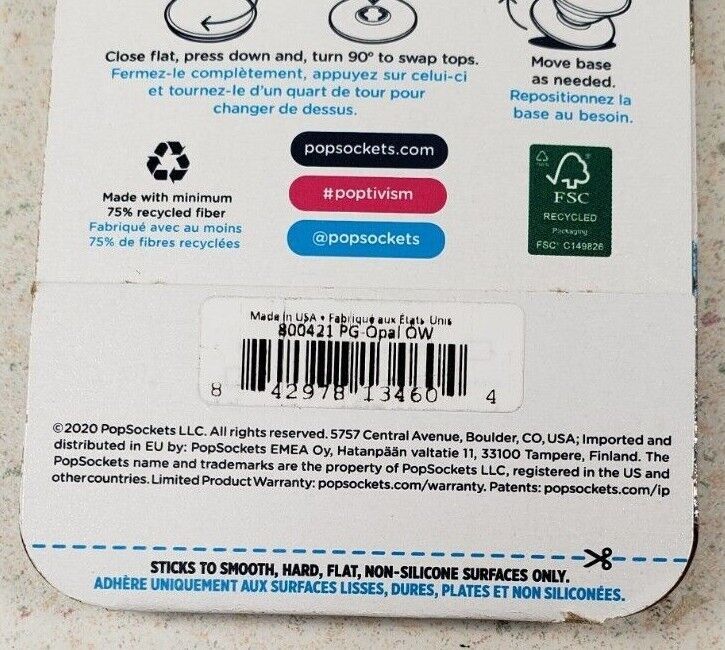 Close flat, press down and, turn 90° to swap tops.
Fermez-le complètement, appuyez sur celui-ci
et tournez-le d'un quart de tour pour
changer de dessus.
Move base
as needed.
Repositionnez la
base au besoin.
Made with minimum
75% recycled fiber
Fabriqué avec au moins
75% de fibres recyclées
popsockets.com
#poptivism
@popsockets
FSC
RECYCLED
Packaging
FSC® C149826
Made in USA • Fabriqué aux États Unis
800421 PG Opal OW
8 42978 13460 4
©2020 PopSockets LLC. All rights reserved. 5757 Central Avenue, Boulder, CO, USA; Imported and
distributed in EU by: PopSockets EMEA Oy, Hatanpään valtatie 11, 33100 Tampere, Finland. The
PopSockets name and trademarks are the property of PopSockets LLC, registered in the US and
other countries. Limited Product Warranty: popsockets.com/warranty. Patents: popsockets.com/ip
STICKS TO SMOOTH, HARD, FLAT, NON-SILICONE SURFACES ONLY.
ADHÈRE UNIQUEMENT AUX SURFACES LISSES, DURES, PLATES ET NON SILICONÉES.